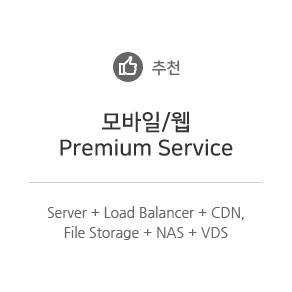 추천
모바일/웹
Premium Service
Server + Load Balancer + CDN,
File Storage + NAS + VDS